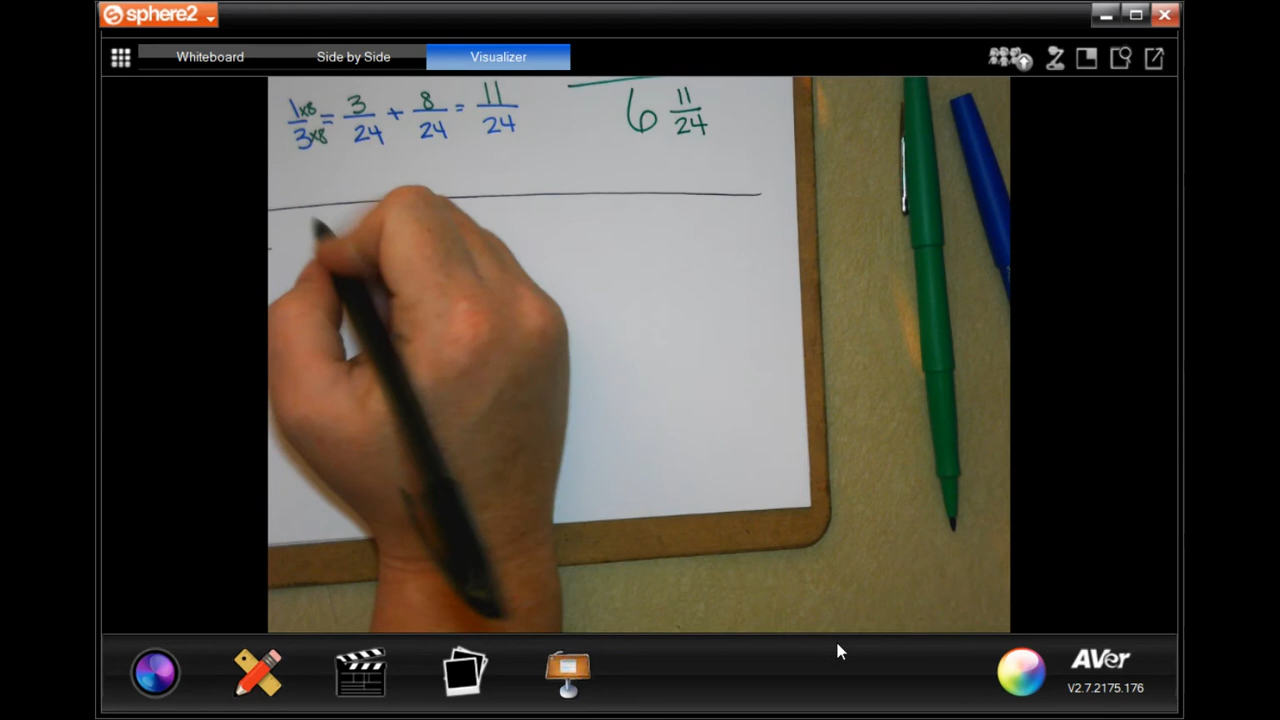 sphere2
Whiteboard
Side by Side
Visualizer
1x8/3x8 = 3/24 + 8/24 = 11/24
6 11/24
AVer
V2.7.2175.176